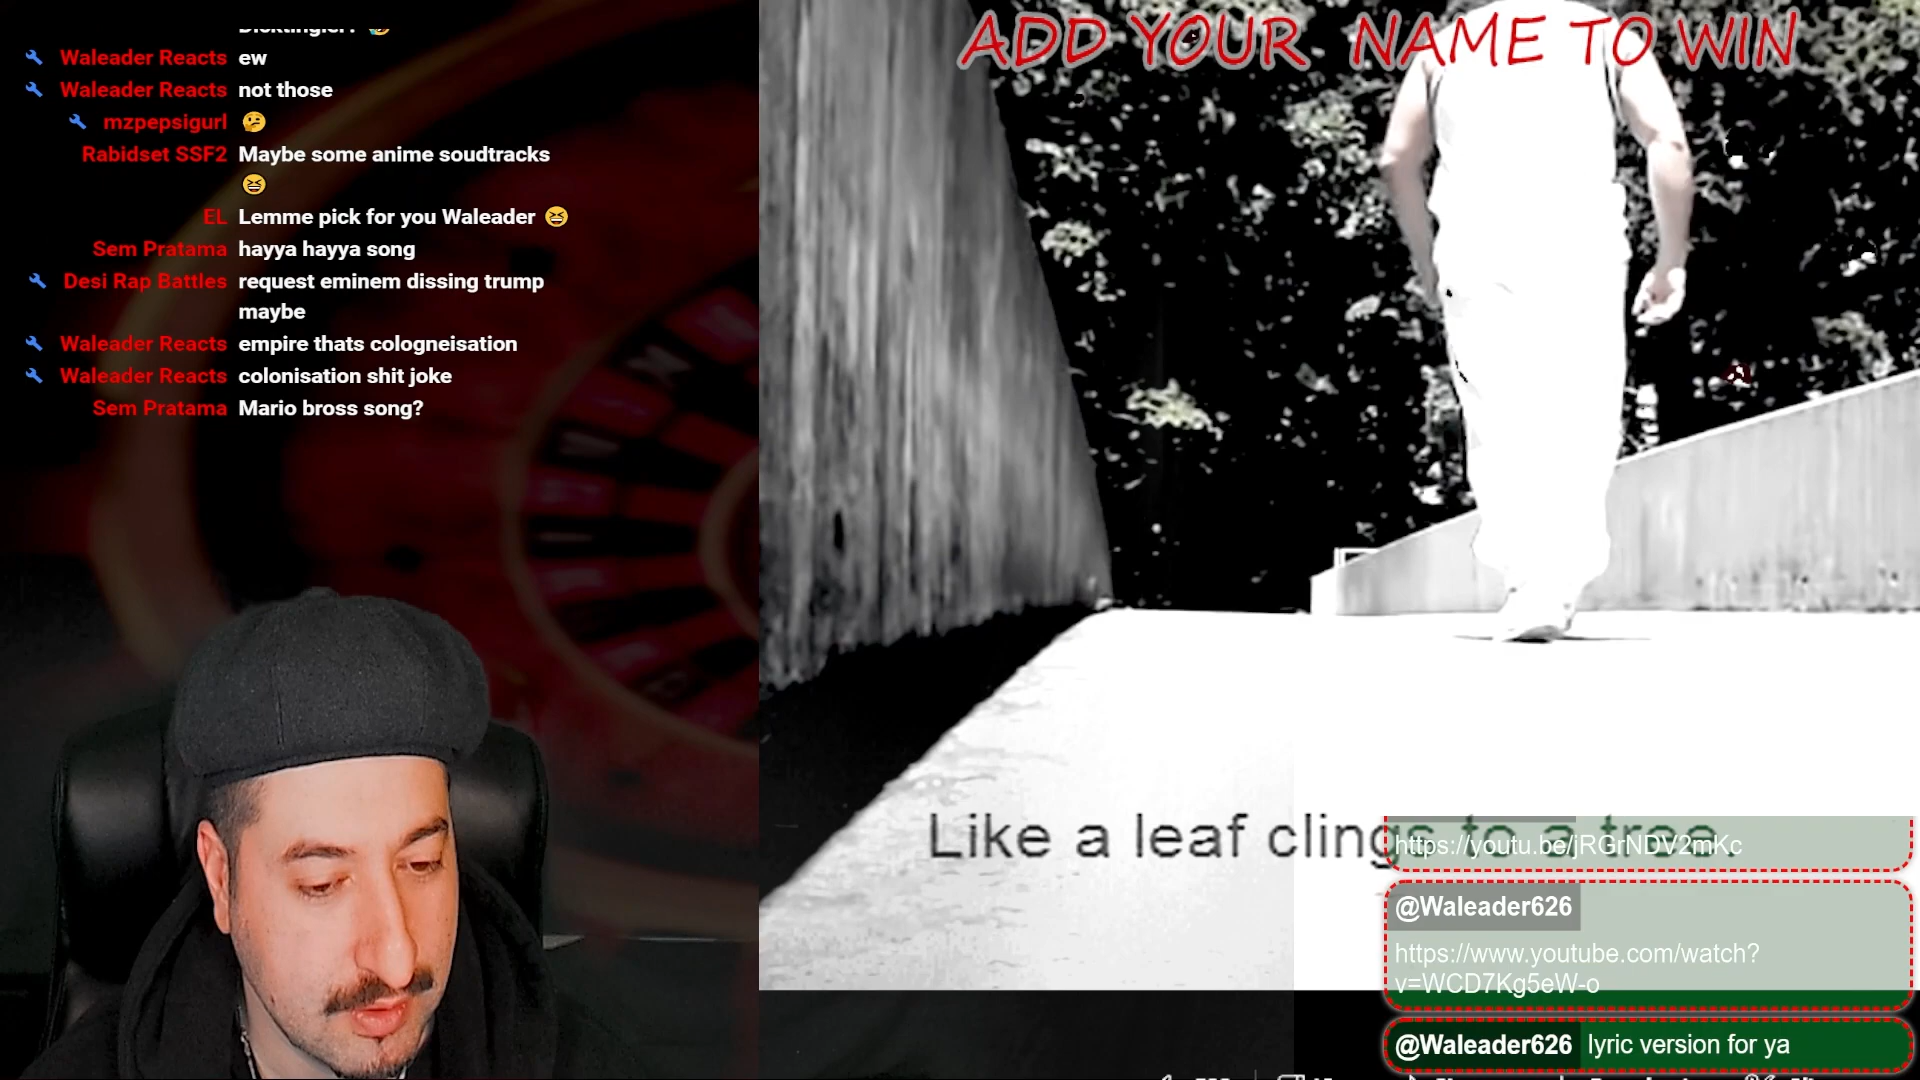 Waleader Reacts ew
Waleader Reacts not those
mzpepsigurl
Rabidset SSF2 Maybe some anime soudtracks
EL Lemme pick for you Waleader
Sem Pratama hayya hayya song
Desi Rap Battles request eminem dissing trump
maybe
Waleader Reacts empire thats cologneisation
Waleader Reacts colonisation shit joke
Sem Pratama Mario bross song?
ADD YOUR NAME TO WIN
Like a leaf clings to a tree.
https://youtu.be/jRGrNDV2mKc
@Waleader626
https://www.youtube.com/watch?
v=WCD7Kg5eW-o
@Waleader626 lyric version for ya